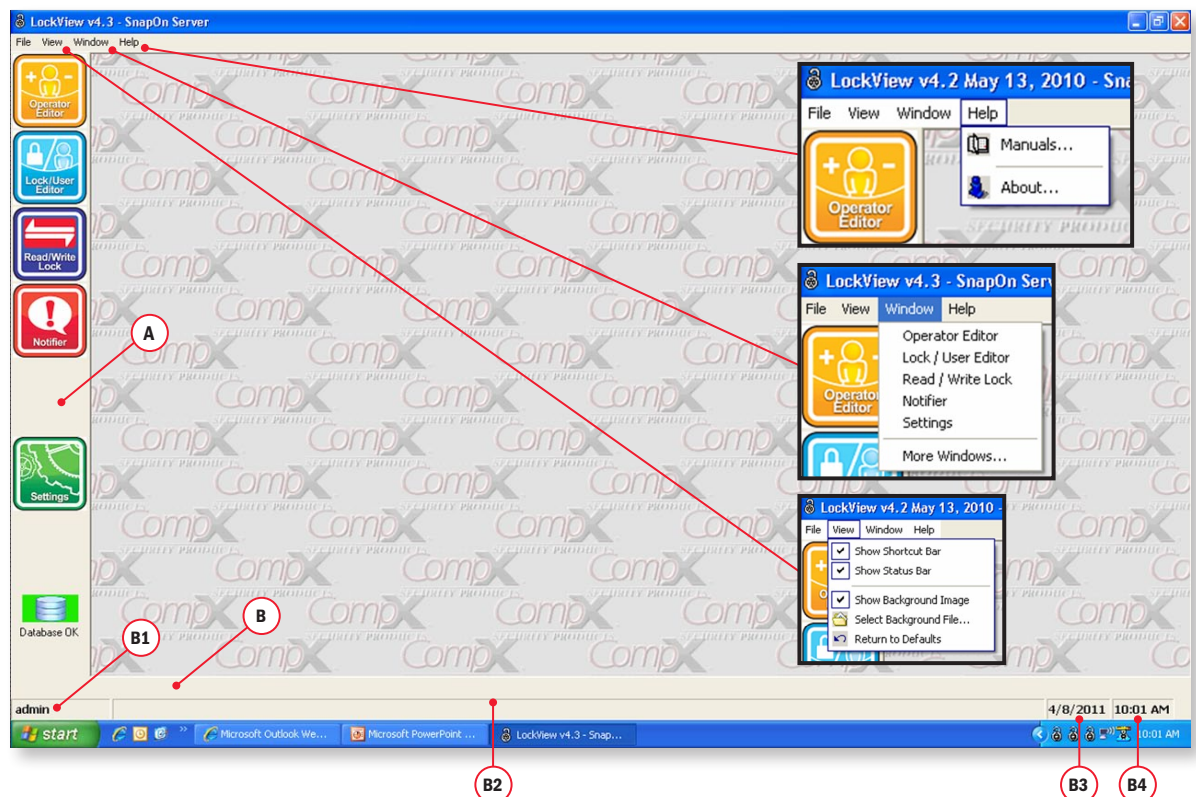 LockView v4.3 - SnapOn Server
File View Window Help
Operator
Editor
Lock/User
Editor
Read/Write
Lock
Notifier
Settings
Database OK
A
B
B1
admin
4/8/2011 10:01 AM
start
Microsoft Outlook We...
Microsoft PowerPoint ...
LockView v4.3 - Snap...
10:01 AM
B2
B3
B4
LockView v4.2 May 13, 2010 - Sna
File View Window Help
Manuals...
About...
Operator
Editor
LockView v4.3 - SnapOn Serv
File View Window Help
Operator Editor
Lock / User Editor
Read / Write Lock
Notifier
Settings
More Windows...
Operator
Editor
LockView v4.2 May 13, 2010 -
File View Window Help
Show Shortcut Bar
Show Status Bar
Show Background Image
Select Background File...
Return to Defaults
CompX
SECURITY PRODUCTS